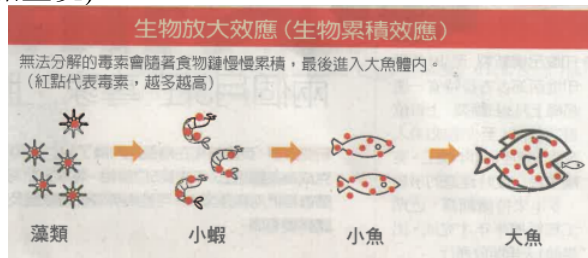 生物放大效應(生物累積效應)
無法分解的毒素會隨著食物鏈慢慢累積，最後進入大魚體內。
(紅點代表毒素，越多越高)
藻類
小蝦
小魚
大魚